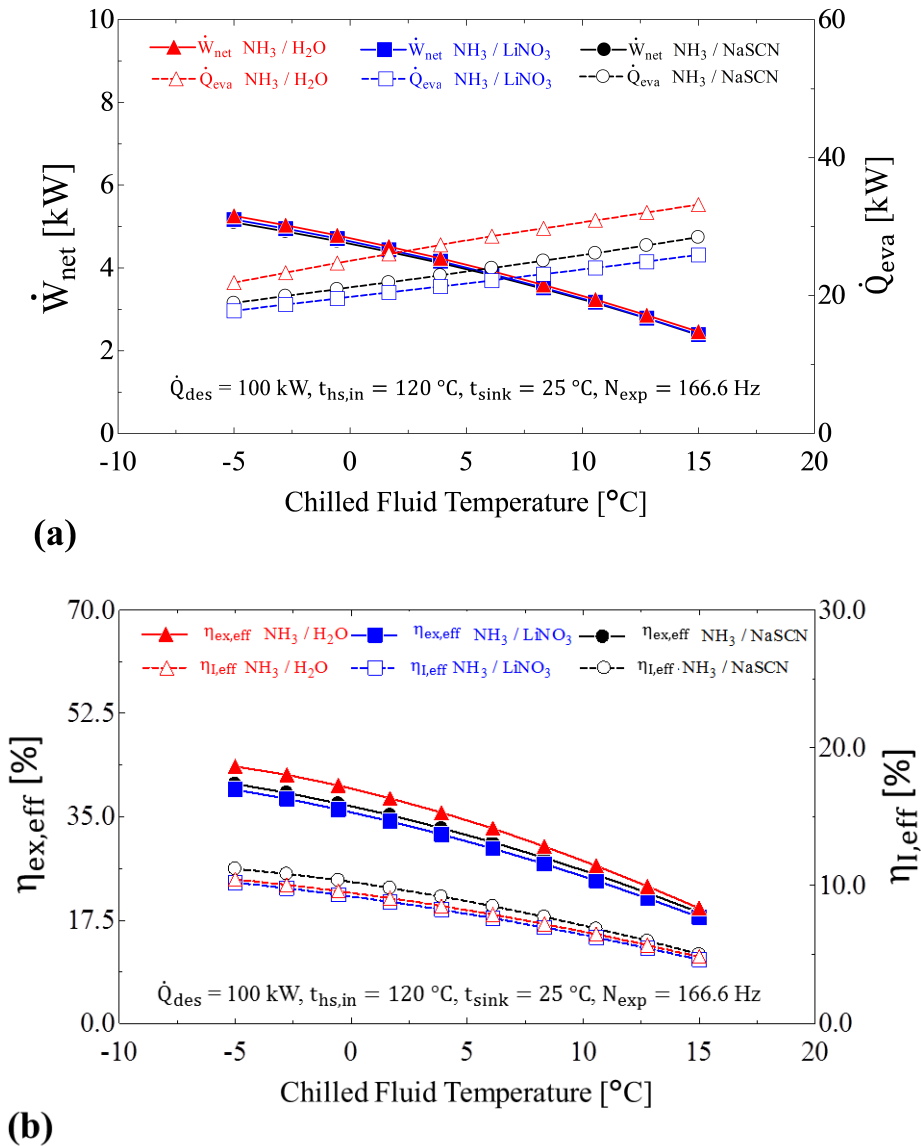 10
60
Ẇnet NH3 / H2O
Ẇnet NH3 / LiNO3
Ẇnet NH3 / NaSCN
Q̇eva NH3 / H2O
Q̇eva NH3 / LiNO3
Q̇eva NH3 / NaSCN
8
6
40
4
20
2
0
0
Ẇnet [kW]
Q̇eva [kW]
Q̇des = 100 kW, ths,in = 120 °C, tsink = 25 °C, Nexp = 166.6 Hz
-10 -5 0 5 10 15 20
Chilled Fluid Temperature [°C]
(a)
70.0
30.0
ηex,eff NH3 / H2O
ηex,eff NH3 / LiNO3
ηex,eff NH3 / NaSCN
ηI,eff NH3 / H2O
ηI,eff NH3 / LiNO3
ηI,eff · NH3 / NaSCN
52.5
20.0
35.0
10.0
17.5
0.0
0.0
ηex,eff [%]
ηI,eff [%]
Q̇des = 100 kW, ths,in = 120 °C, tsink = 25 °C, Nexp = 166.6 Hz
-10 -5 0 5 10 15 20
Chilled Fluid Temperature [°C]
(b)